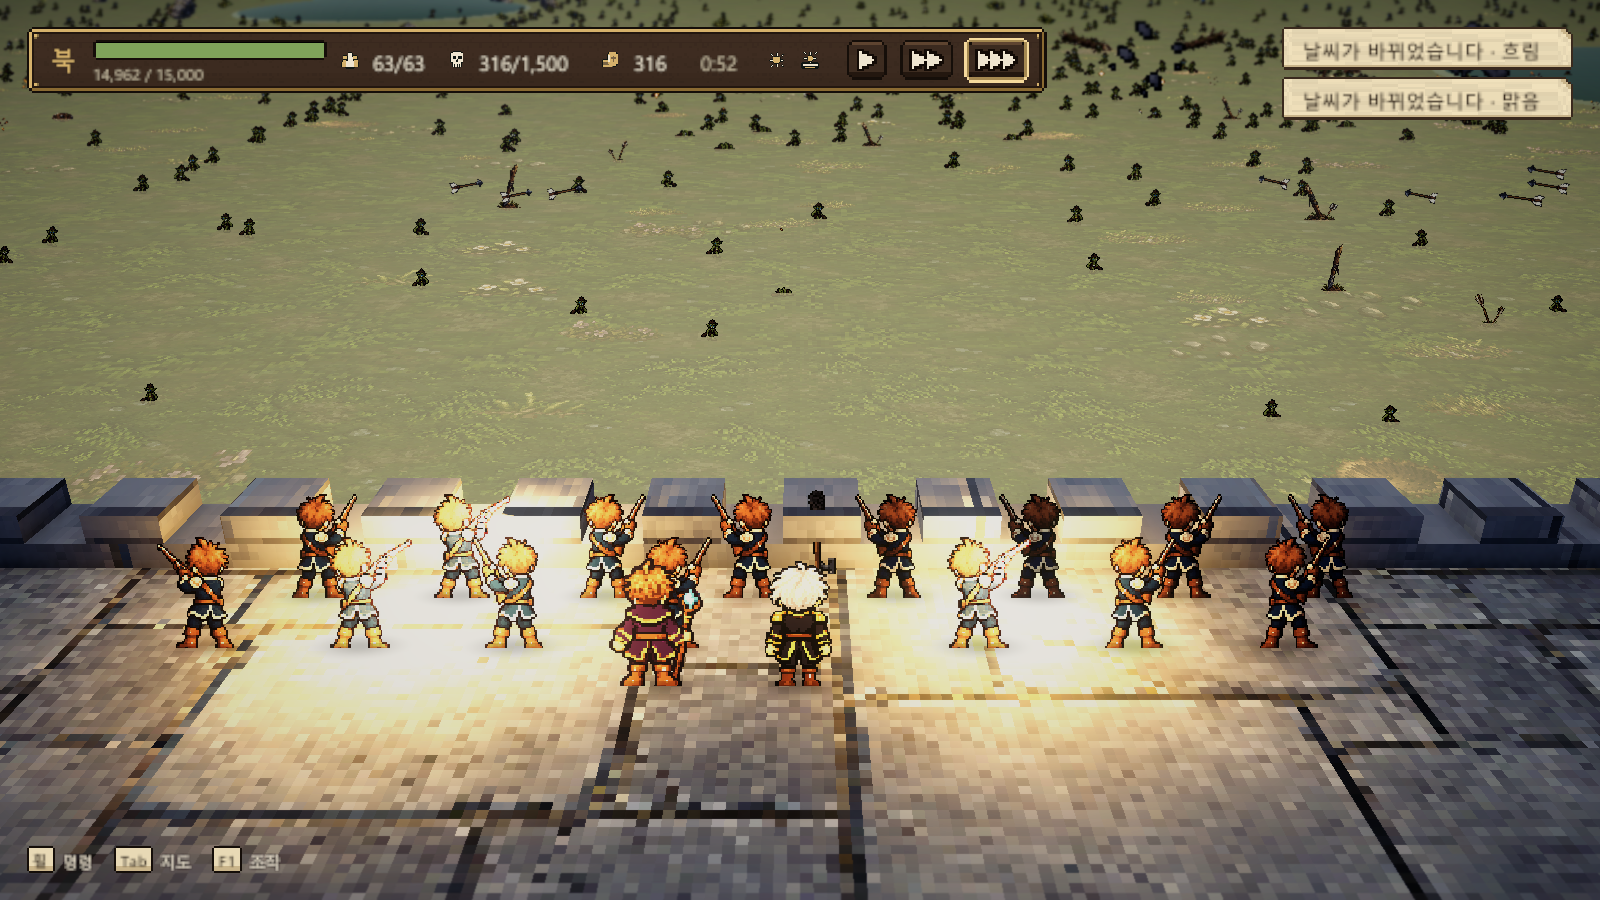 북 14,962 / 15,000 63/63 316/1,500 316 0:52
날씨가 바뀌었습니다 · 흐림
날씨가 바뀌었습니다 · 맑음
휠 명령 Tab 지도 F1 조작